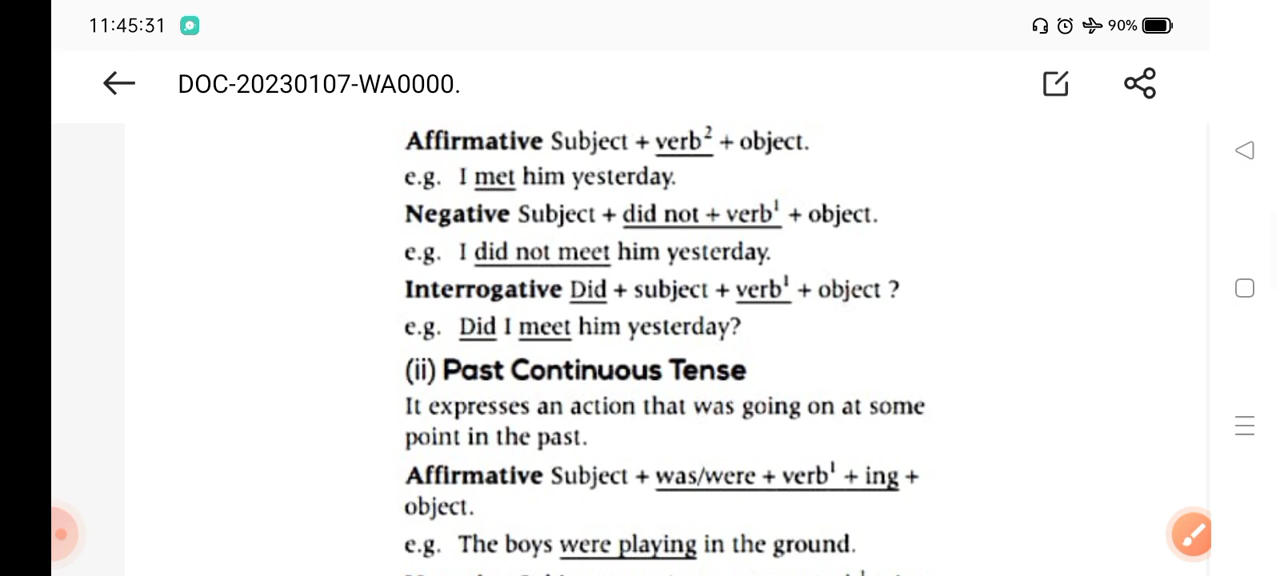 11:45:31 90%
DOC-20230107-WA0000.
Affirmative Subject + verb² + object.
e.g. I met him yesterday.
Negative Subject + did not + verb¹ + object.
e.g. I did not meet him yesterday.
Interrogative Did + subject + verb¹ + object ?
e.g. Did I meet him yesterday?
(ii) Past Continuous Tense
It expresses an action that was going on at some
point in the past.
Affirmative Subject + was/were + verb¹ + ing +
object.
e.g. The boys were playing in the ground.